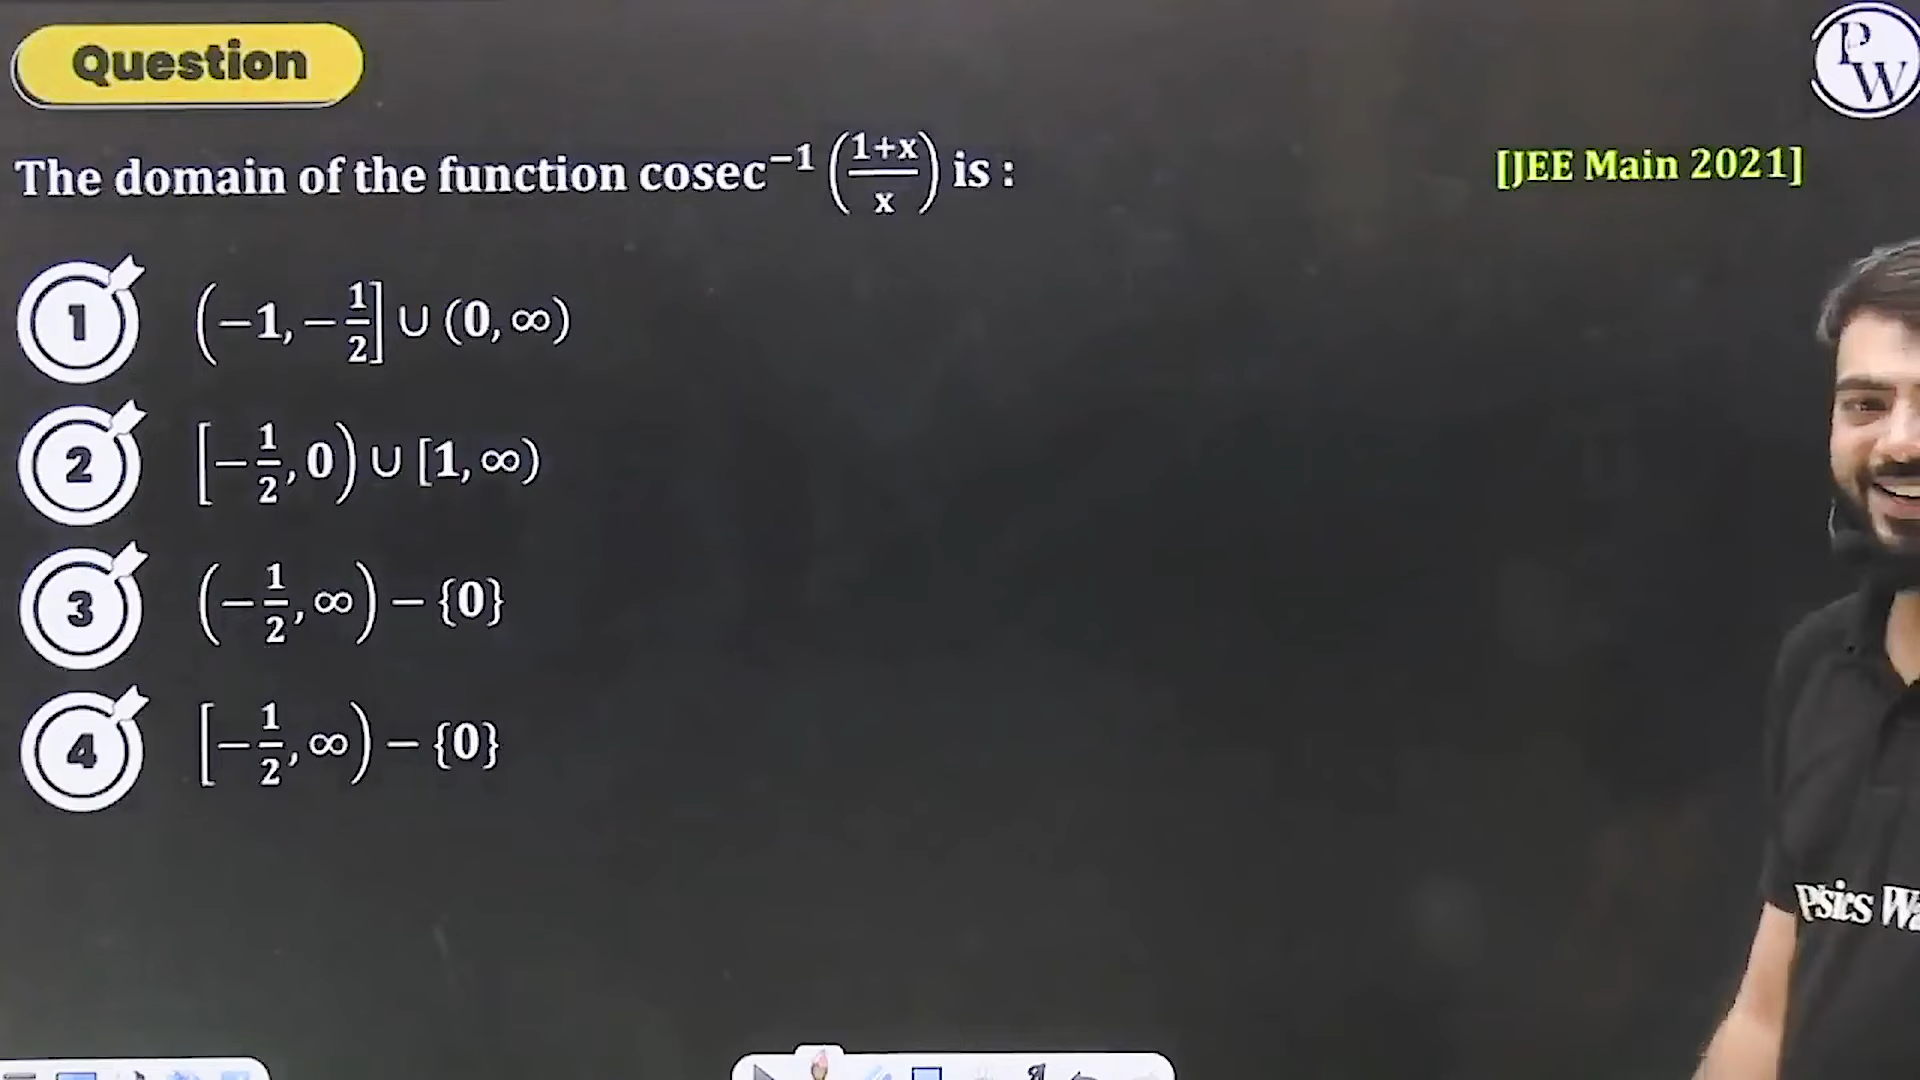 Question
PW
The domain of the function cosec⁻¹ ((1+x)/x) is :
[JEE Main 2021]
1 (−1, −1/2] ∪ (0, ∞)
2 [−1/2, 0) ∪ [1, ∞)
3 (−1/2, ∞) − {0}
4 [−1/2, ∞) − {0}